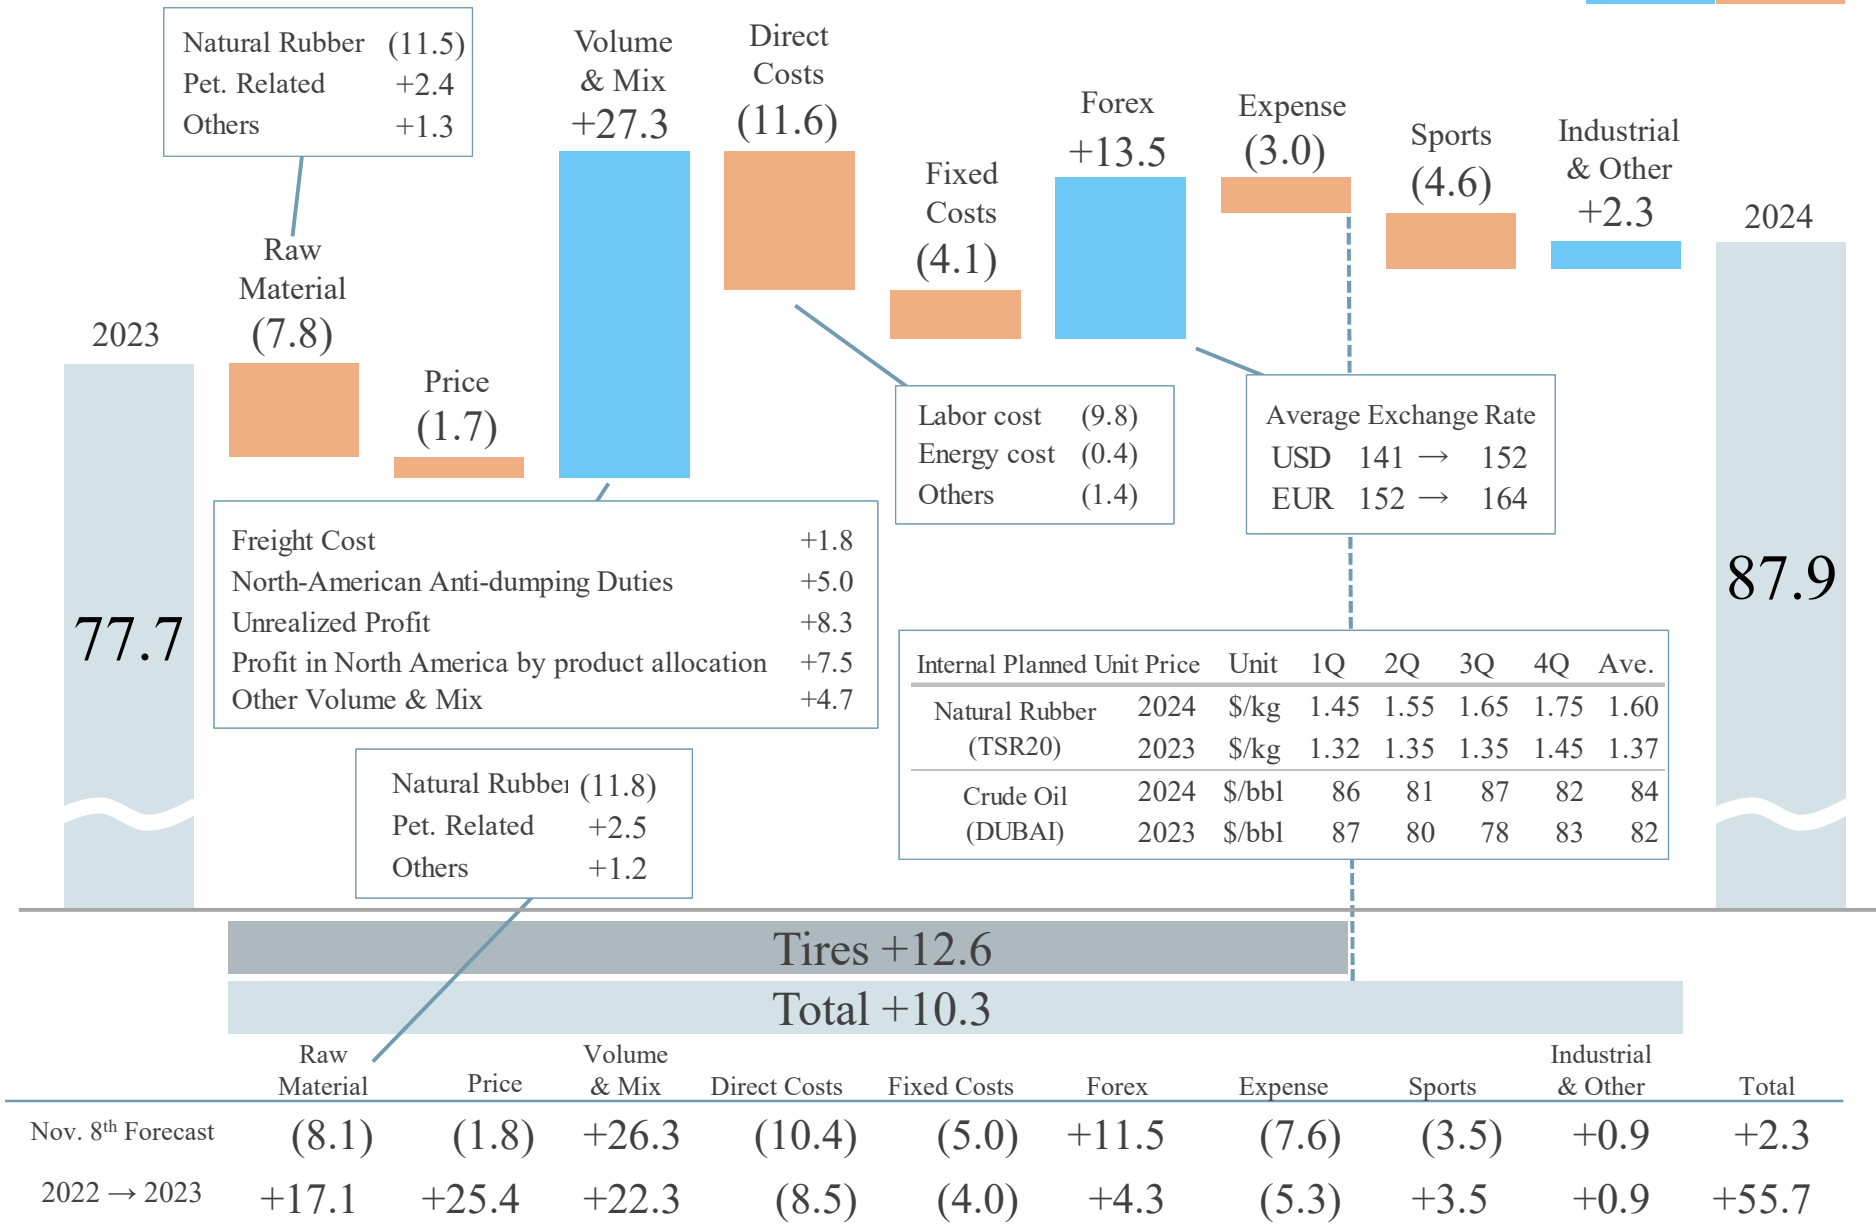 Natural Rubber (11.5)
Pet. Related +2.4
Others +1.3
Raw
Material
(7.8)
2023
77.7
Price
(1.7)
Volume
& Mix
+27.3
Direct
Costs
(11.6)
Fixed
Costs
(4.1)
Forex
+13.5
Expense
(3.0)
Sports
(4.6)
Industrial
& Other
+2.3
2024
87.9
Labor cost (9.8)
Energy cost (0.4)
Others (1.4)
Average Exchange Rate
USD 141 → 152
EUR 152 → 164
Freight Cost +1.8
North-American Anti-dumping Duties +5.0
Unrealized Profit +8.3
Profit in North America by product allocation +7.5
Other Volume & Mix +4.7
Internal Planned Unit Price Unit 1Q 2Q 3Q 4Q Ave.
Natural Rubber 2024 $/kg 1.45 1.55 1.65 1.75 1.60
(TSR20) 2023 $/kg 1.32 1.35 1.35 1.45 1.37
Crude Oil 2024 $/bbl 86 81 87 82 84
(DUBAI) 2023 $/bbl 87 80 78 83 82
Natural Rubber (11.8)
Pet. Related +2.5
Others +1.2
Tires +12.6
Total +10.3
Raw
Material
Price
Volume
& Mix
Direct Costs
Fixed Costs
Forex
Expense
Sports
Industrial
& Other
Total
Nov. 8th Forecast (8.1) (1.8) +26.3 (10.4) (5.0) +11.5 (7.6) (3.5) +0.9 +2.3
2022 → 2023 +17.1 +25.4 +22.3 (8.5) (4.0) +4.3 (5.3) +3.5 +0.9 +55.7